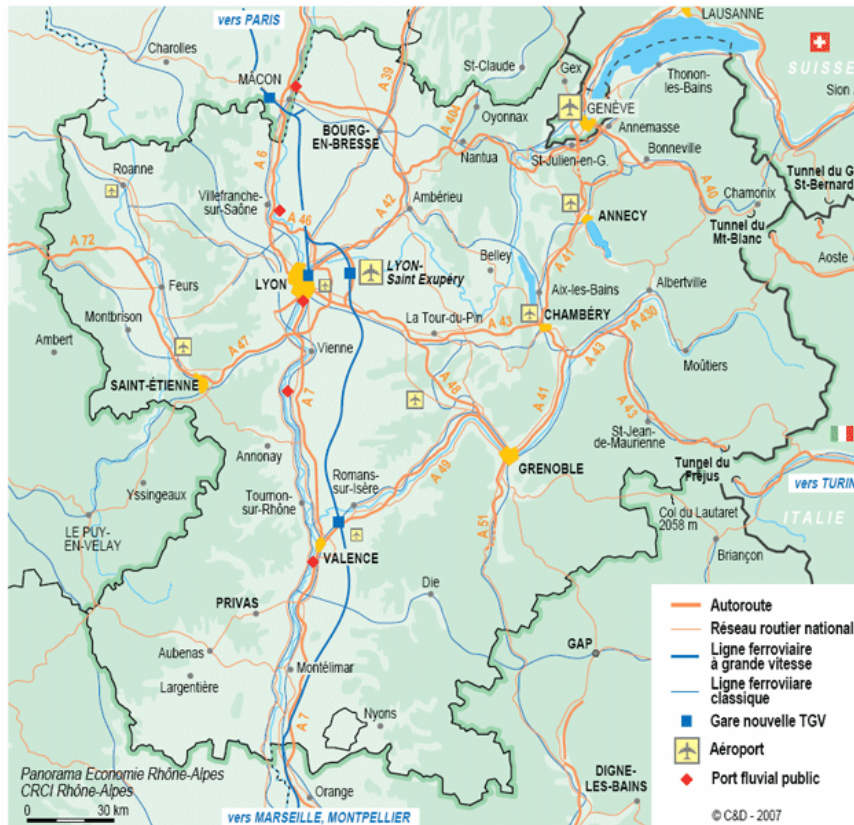 vers PARIS
LAUSANNE
Charolles
A 39
St-Claude
Gex
SUISSE
Thonon-
les-Bains
MÂCON
Sion
GENÈVE
A 404
Oyonnax
BOURG-
EN-BRESSE
Annemasse
Nantua
St-Julien-en-G.
Bonneville
A 6
Roanne
Tunnel du G
St-Bernard
Villefranche-
sur-Saône
A 42
Ambérieu
A 40
Chamonix
A 46
ANNECY
Tunnel du
Mt-Blanc
A 72
Belley
A 41
LYON-
Saint Exupéry
Aoste
LYON
Feurs
Aix-les-Bains
Albertville
Montbrison
La Tour-du-Pin
A 43
CHAMBÉRY
A 430
Ambert
A 47
Vienne
A 43
Moûtiers
SAINT-ÉTIENNE
A 7
A 48
A 41
A 43
St-Jean-
de-Maurienne
Annonay
GRENOBLE
A 49
Tunnel du
Fréjus
Romans-
sur-Isère
Yssingeaux
vers TURIN
Tournon-
sur-Rhône
Col du Lautaret
2058 m
ITALIE
A 51
LE PUY-
EN-VELAY
Briançon
VALENCE
Die
PRIVAS
Autoroute
Réseau routier national
Ligne ferroviaire
à grande vitesse
Ligne ferroviiare
classique
Gare nouvelle TGV
Aéroport
Port fluvial public
© C&D - 2007
GAP
Aubenas
Montélimar
Largentière
A 7
Nyons
Panorama Economie Rhône-Alpes
CRCI Rhône-Alpes
0 30 km
Orange
DIGNE-
LES-BAINS
vers MARSEILLE, MONTPELLIER